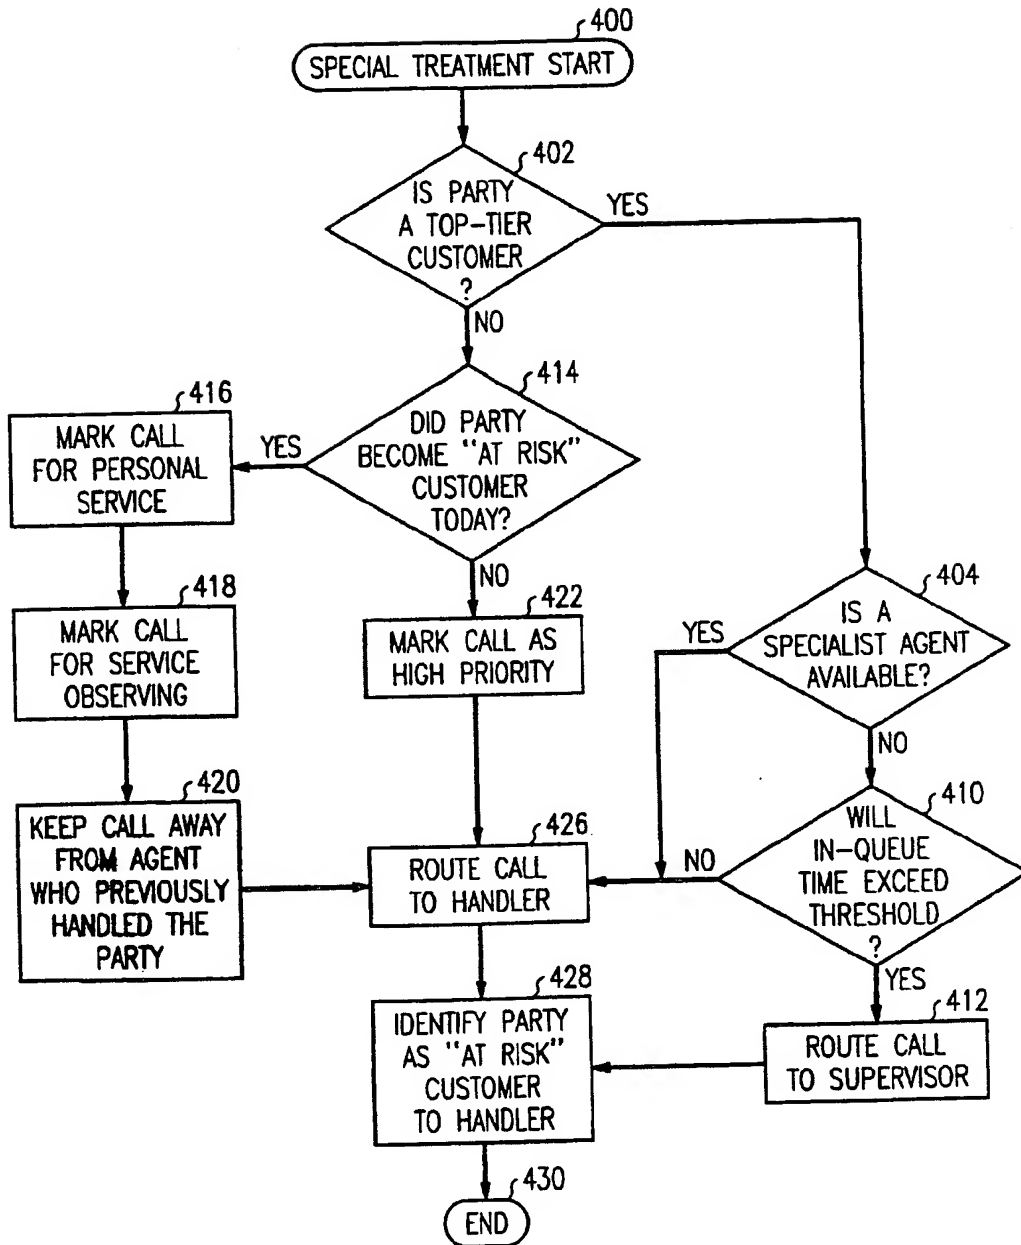 400
SPECIAL TREATMENT START
402
IS PARTY
A TOP-TIER
CUSTOMER
?
YES
NO
414
DID PARTY
BECOME "AT RISK"
CUSTOMER
TODAY?
YES
NO
416
MARK CALL
FOR PERSONAL
SERVICE
418
MARK CALL
FOR SERVICE
OBSERVING
420
KEEP CALL AWAY
FROM AGENT
WHO PREVIOUSLY
HANDLED THE
PARTY
422
MARK CALL AS
HIGH PRIORITY
404
IS A
SPECIALIST AGENT
AVAILABLE?
YES
NO
410
WILL
IN-QUEUE
TIME EXCEED
THRESHOLD
?
NO
YES
426
ROUTE CALL
TO HANDLER
412
ROUTE CALL
TO SUPERVISOR
428
IDENTIFY PARTY
AS "AT RISK"
CUSTOMER
TO HANDLER
430
END